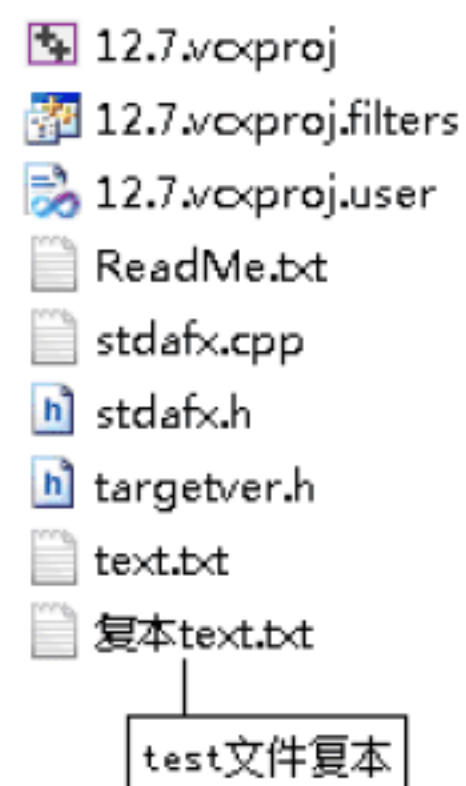 12.7.vcxproj
12.7.vcxproj.filters
12.7.vcxproj.user
ReadMe.txt
stdafx.cpp
stdafx.h
targetver.h
text.txt
复本text.txt
test文件复本